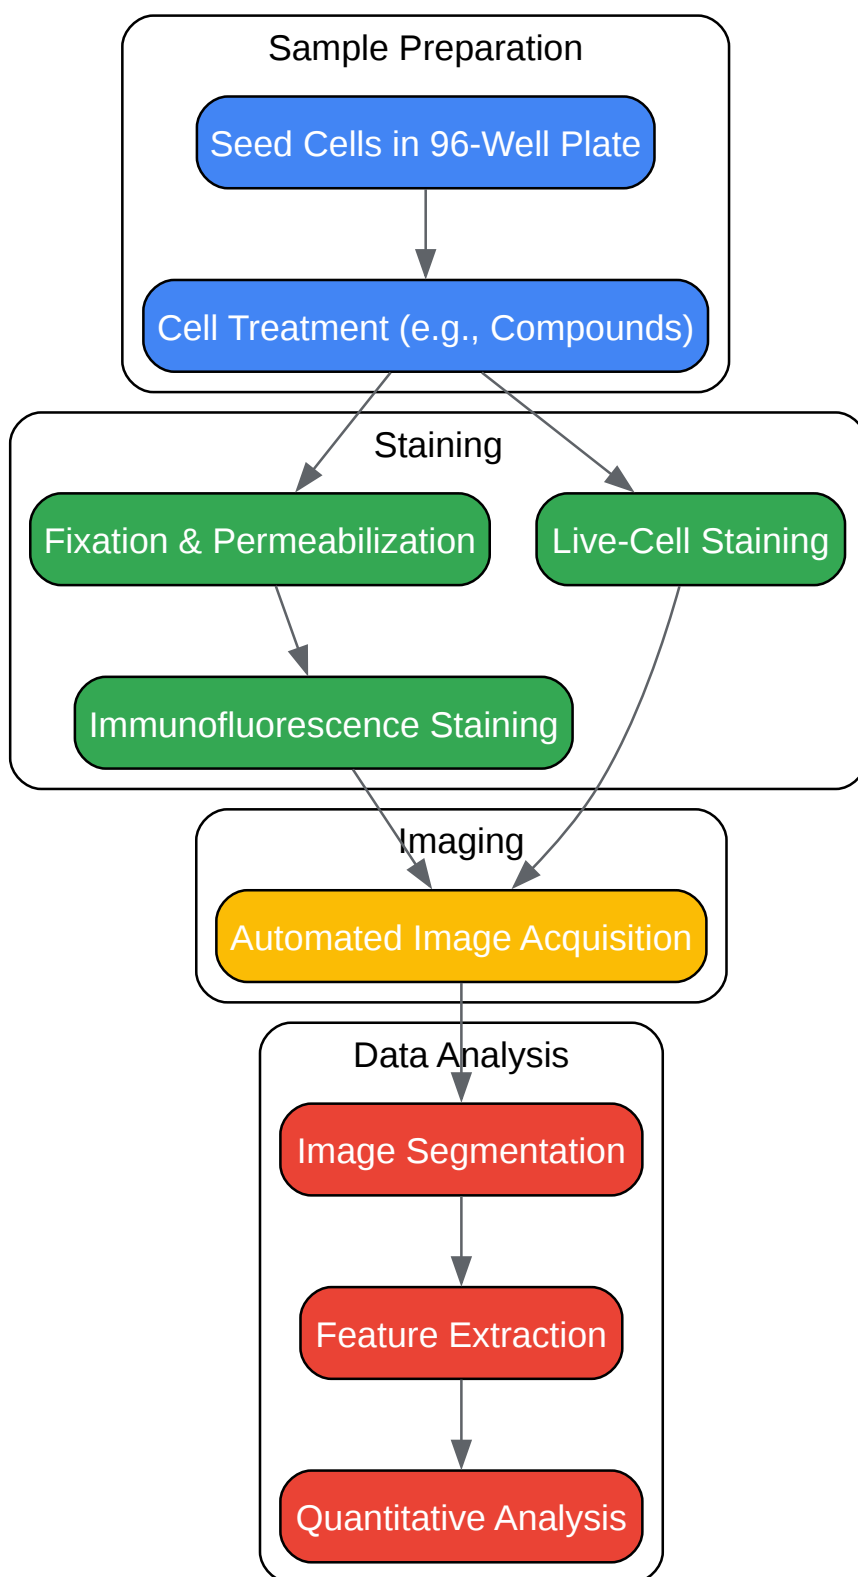 Sample Preparation
Seed Cells in 96-Well Plate
Cell Treatment (e.g., Compounds)
Staining
Fixation & Permeabilization
Live-Cell Staining
Immunofluorescence Staining
Imaging
Automated Image Acquisition
Data Analysis
Image Segmentation
Feature Extraction
Quantitative Analysis